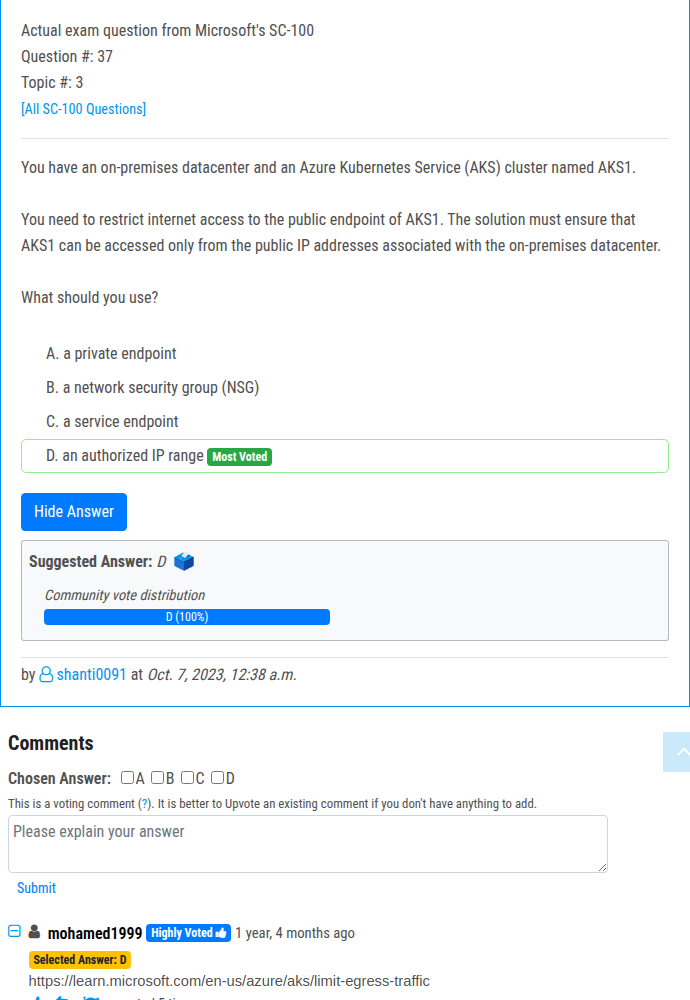 Actual exam question from Microsoft's SC-100
Question #: 37
Topic #: 3
[All SC-100 Questions]
You have an on-premises datacenter and an Azure Kubernetes Service (AKS) cluster named AKS1.
You need to restrict internet access to the public endpoint of AKS1. The solution must ensure that
AKS1 can be accessed only from the public IP addresses associated with the on-premises datacenter.
What should you use?
A. a private endpoint
B. a network security group (NSG)
C. a service endpoint
D. an authorized IP range Most Voted
Hide Answer
Suggested Answer: D
Community vote distribution
D (100%)
by shanti0091 at Oct. 7, 2023, 12:38 a.m.
Comments
Chosen Answer: A B C D
This is a voting comment (?). It is better to Upvote an existing comment if you don't have anything to add.
Please explain your answer
Submit
mohamed1999 Highly Voted 1 year, 4 months ago
Selected Answer: D
https://learn.microsoft.com/en-us/azure/aks/limit-egress-traffic